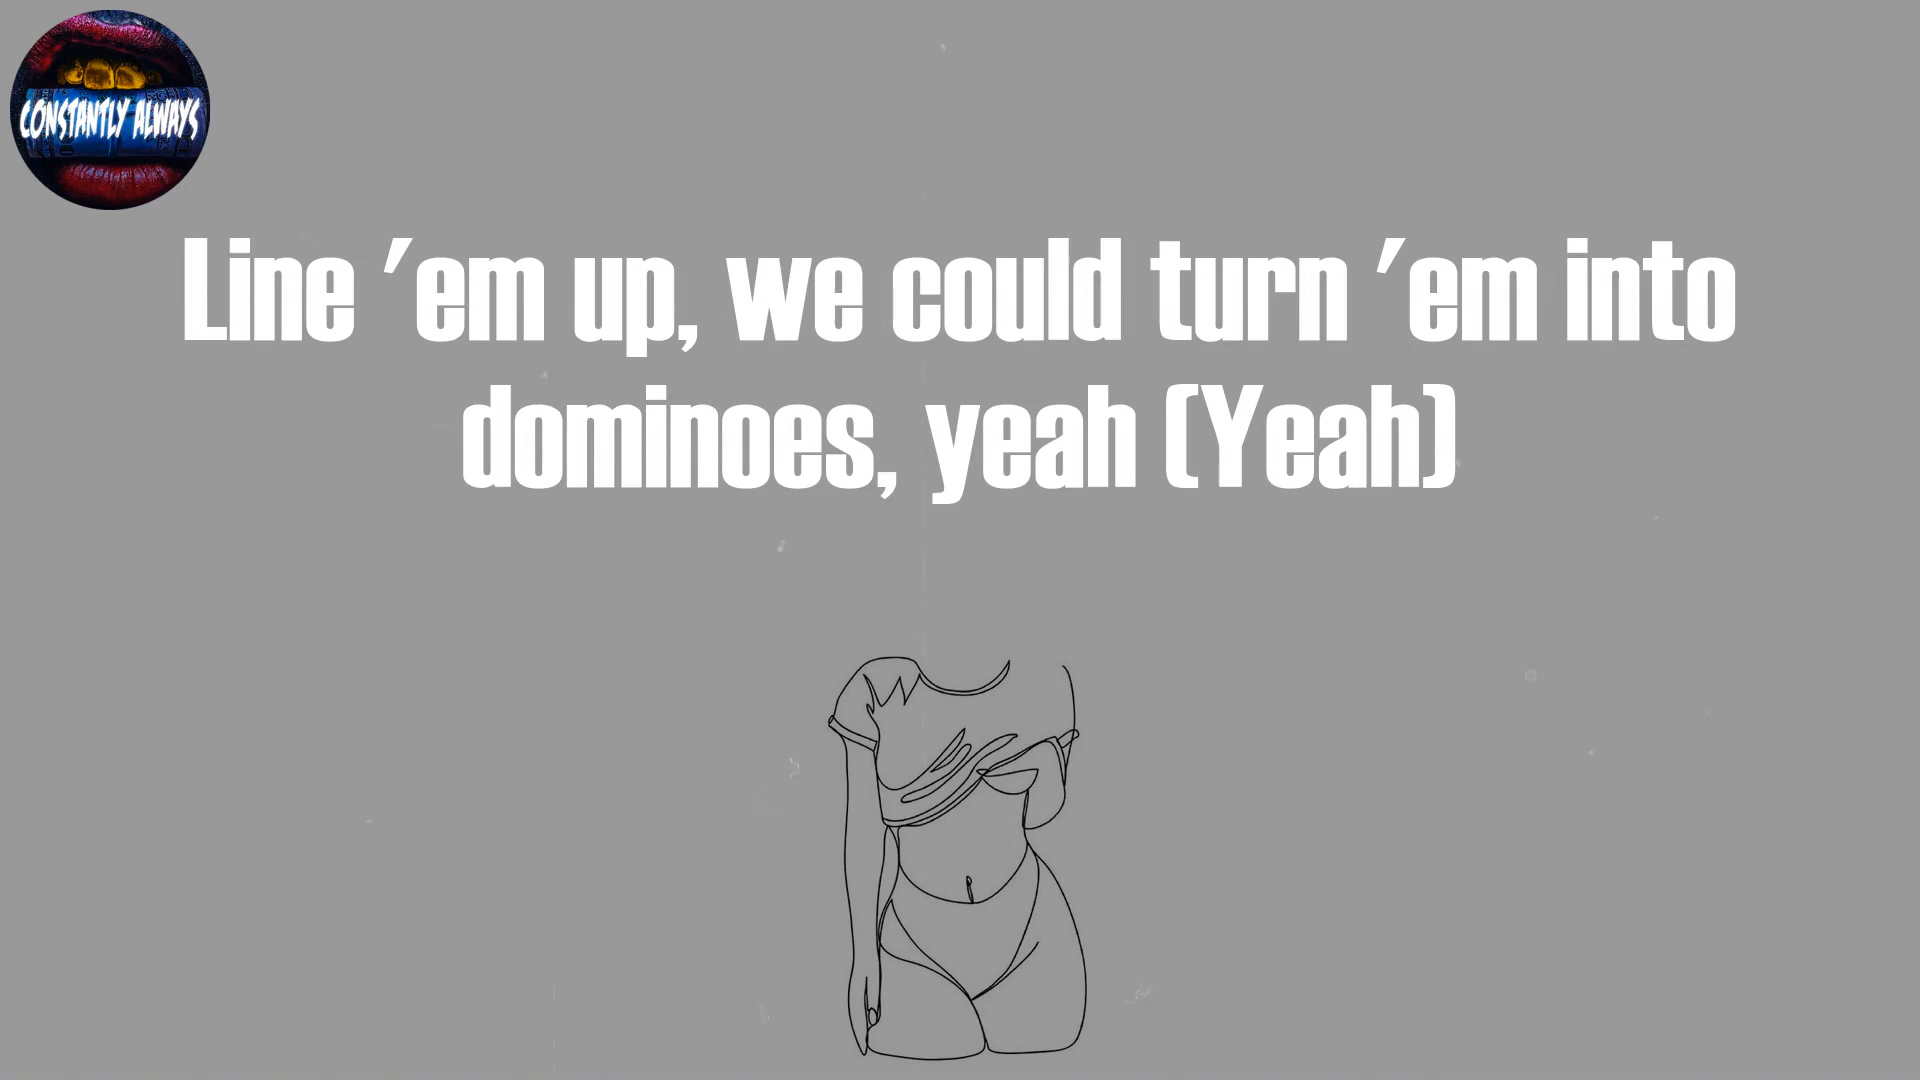 CONSTANTLY ALWAYS
Line 'em up, we could turn 'em into
dominoes, yeah (Yeah)